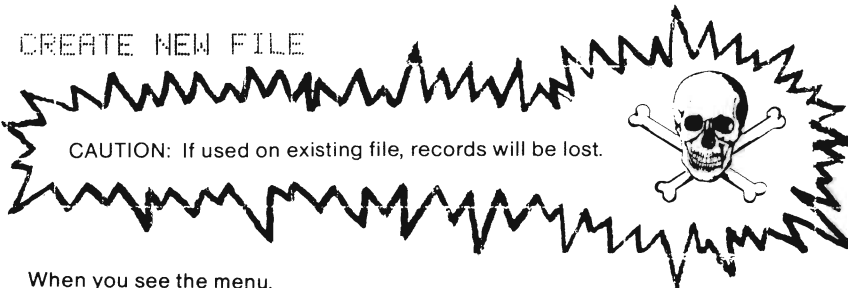 CREATE NEW FILE
CAUTION: If used on existing file, records will be lost.
When you see the menu,